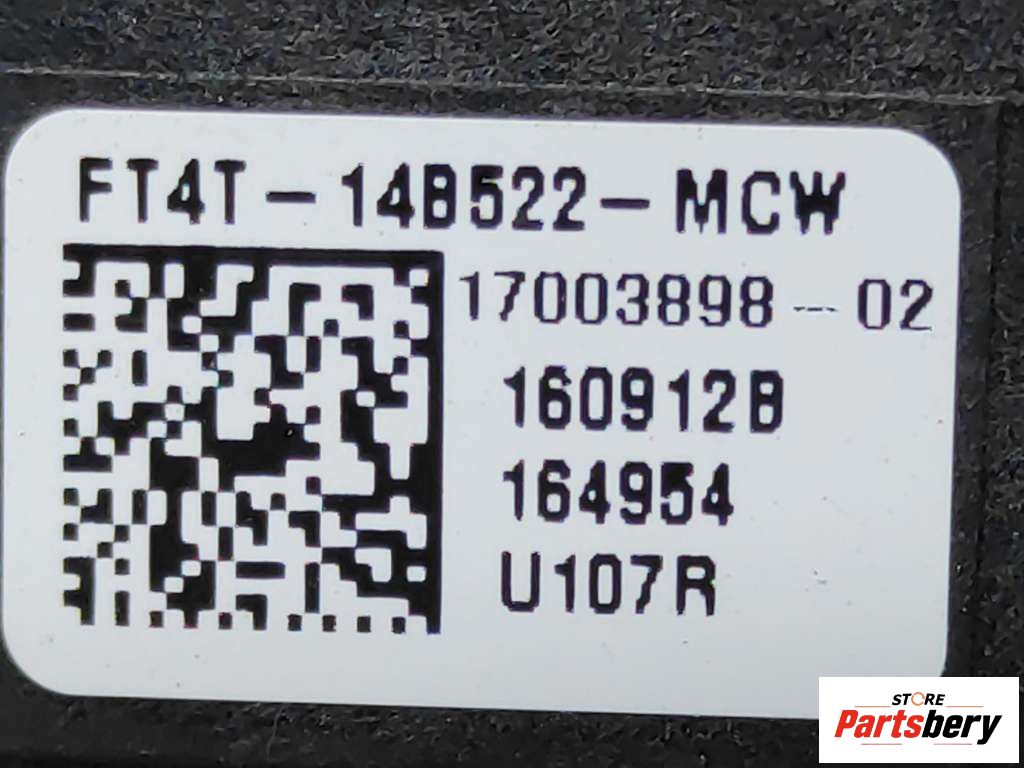 FT4T-14B522-MCW
17003898-02
160912B
164954
U107R
STORE
Partsbery